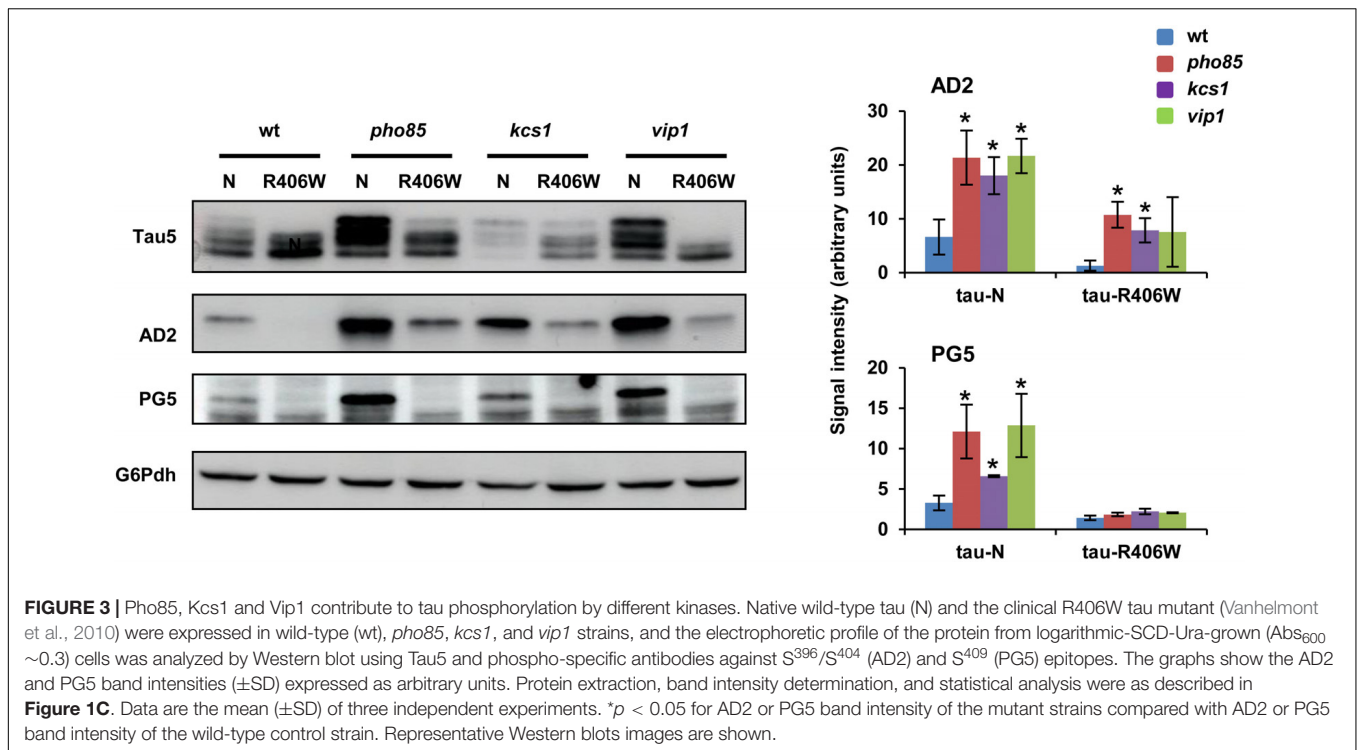 wt pho85 kcs1 vip1
N R406W N R406W N R406W N R406W
Tau5
N
AD2
PG5
G6Pdh
wt
pho85
kcs1
vip1
Signal intensity (arbitrary units)
AD2
30
20
10
0
* * *
* *
tau-N tau-R406W
PG5
20
15
10
5
0
* * *
tau-N tau-R406W
FIGURE 3 | Pho85, Kcs1 and Vip1 contribute to tau phosphorylation by different kinases. Native wild-type tau (N) and the clinical R406W tau mutant (Vanhelmont
et al., 2010) were expressed in wild-type (wt), pho85, kcs1, and vip1 strains, and the electrophoretic profile of the protein from logarithmic-SCD-Ura-grown (Abs600
∼0.3) cells was analyzed by Western blot using Tau5 and phospho-specific antibodies against S396/S404 (AD2) and S409 (PG5) epitopes. The graphs show the AD2
and PG5 band intensities (±SD) expressed as arbitrary units. Protein extraction, band intensity determination, and statistical analysis were as described in
Figure 1C. Data are the mean (±SD) of three independent experiments. *p < 0.05 for AD2 or PG5 band intensity of the mutant strains compared with AD2 or PG5
band intensity of the wild-type control strain. Representative Western blots images are shown.